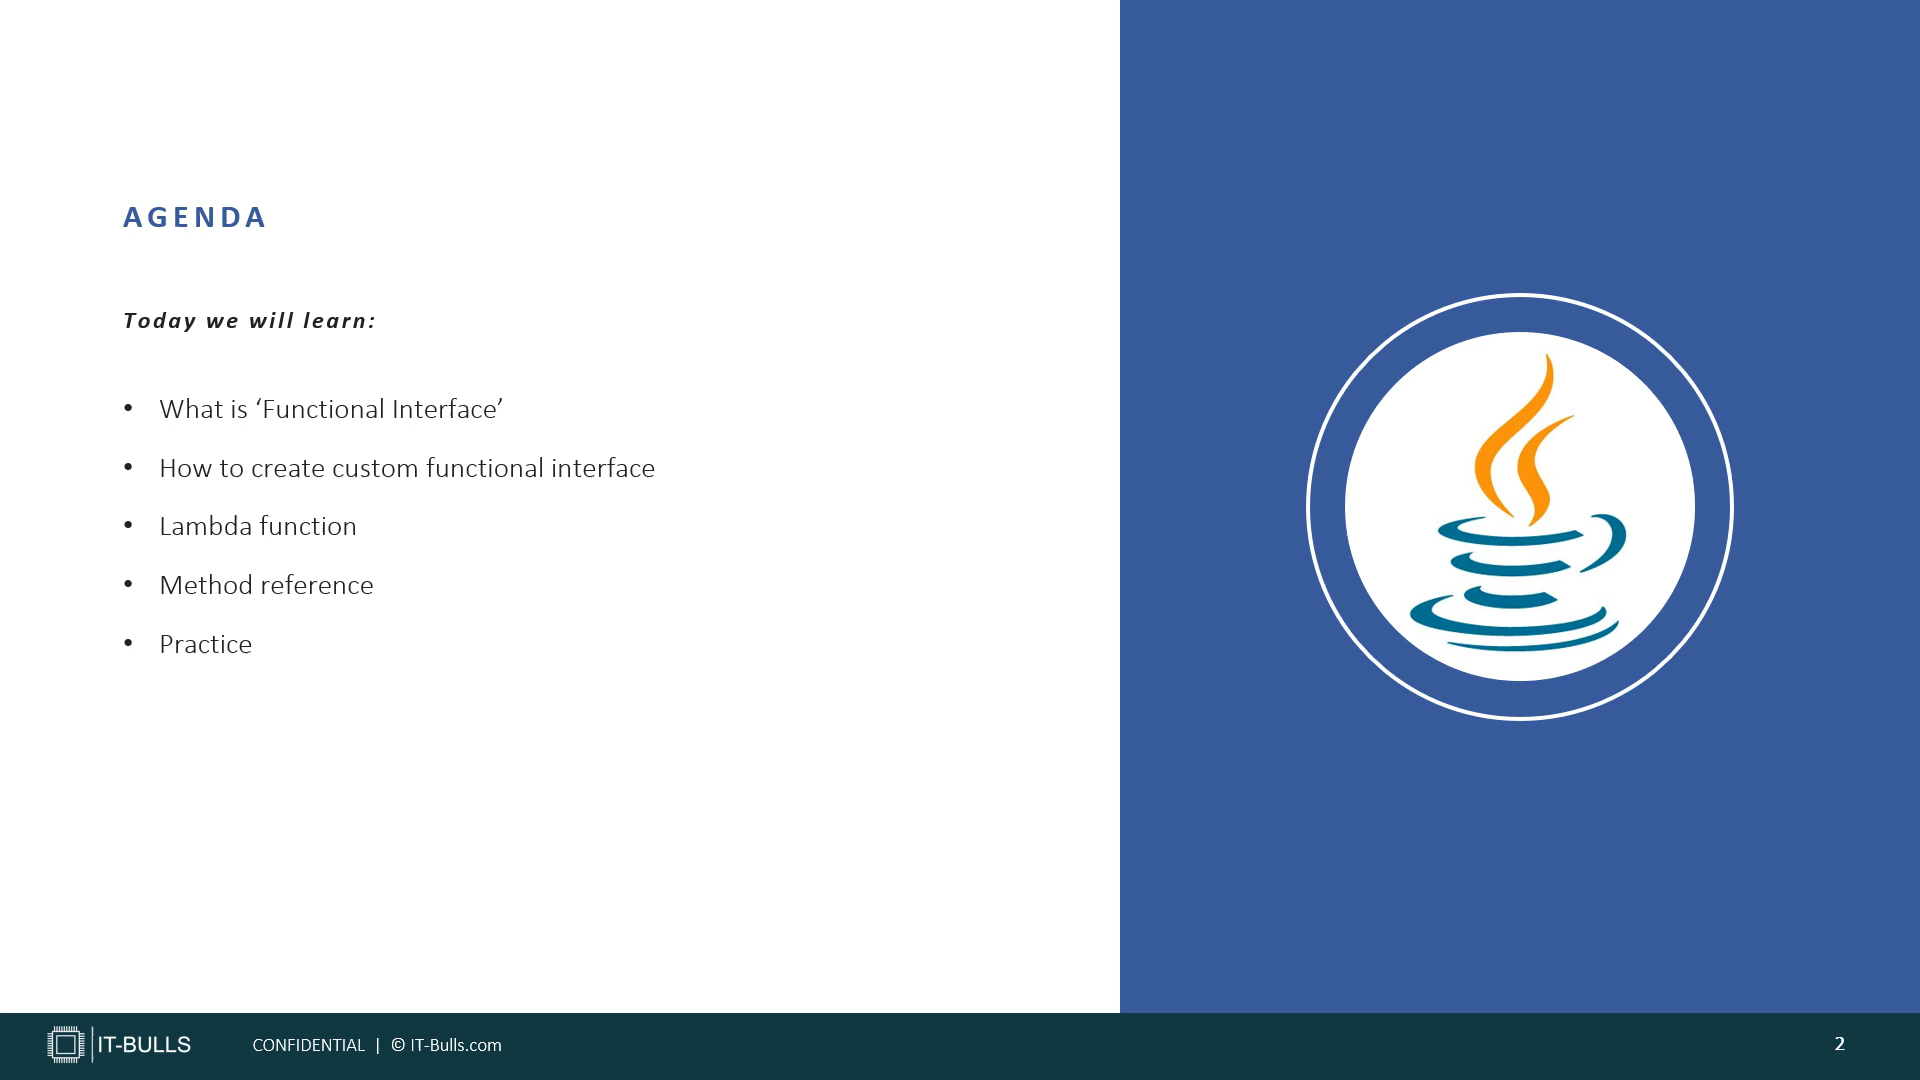 AGENDA
Today we will learn:
• What is ‘Functional Interface’
• How to create custom functional interface
• Lambda function
• Method reference
• Practice
IT-BULLS
CONFIDENTIAL | © IT-Bulls.com
2